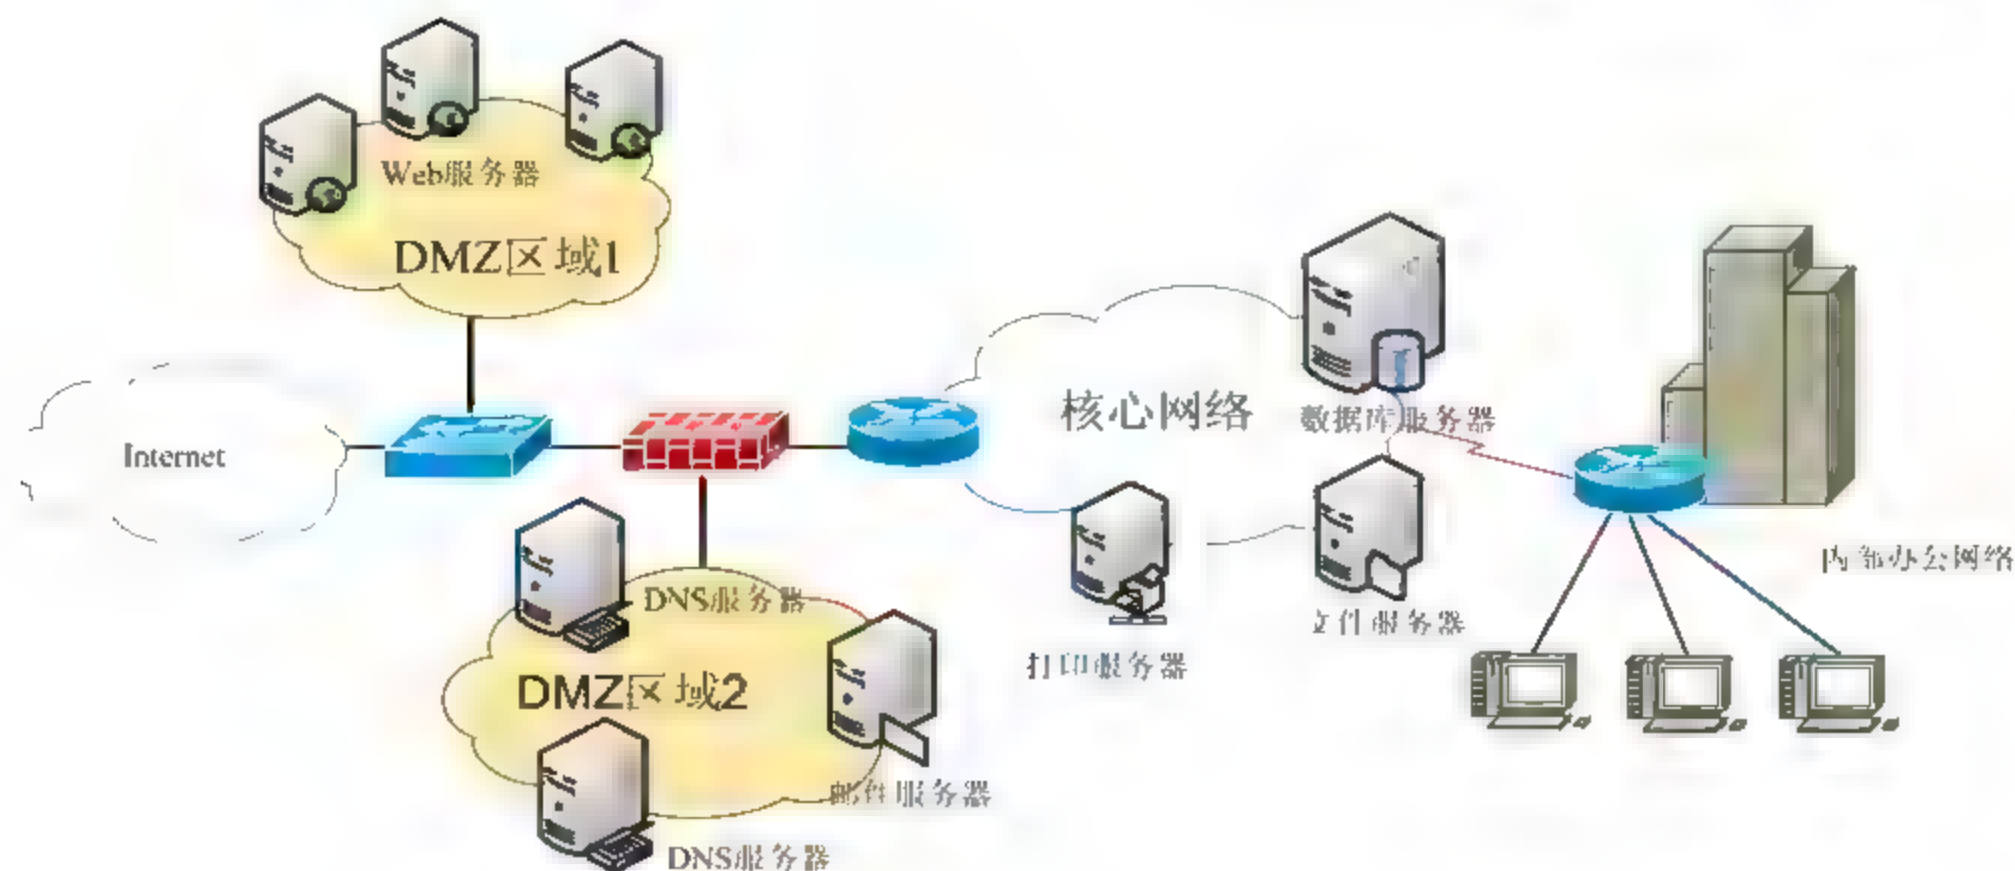 Web服务器
DMZ区域1
Internet
核心网络
数据库服务器
内部办公网络
DNS服务器
文件服务器
打印服务器
DMZ区域2
邮件服务器
DNS服务器